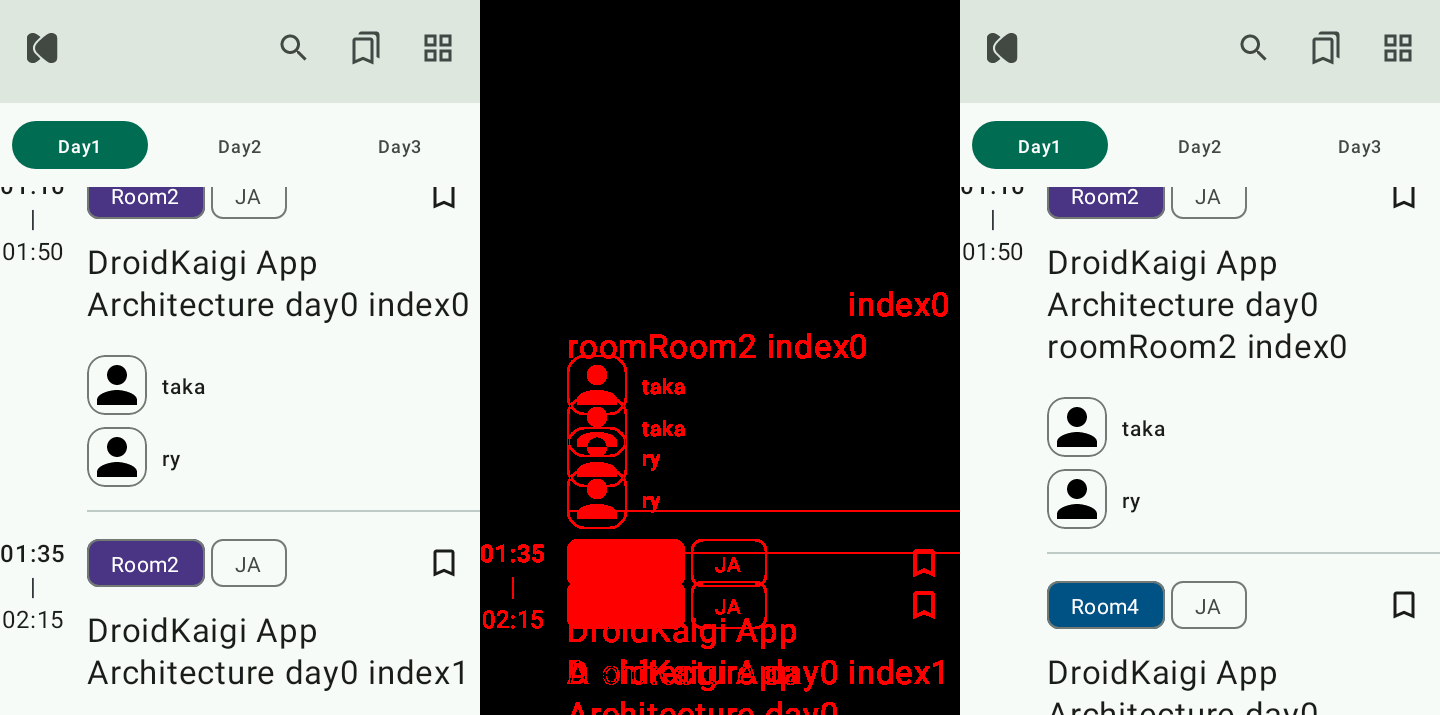 Day1 Day2 Day3
01:10
Room2 JA
01:50
DroidKaigi App
Architecture day0 index0
taka
ry
01:35 Room2 JA
02:15
DroidKaigi App
Architecture day0 index1
index0
roomRoom2 index0
taka
taka
ry
ry
01:35
JA
JA
02:15
DroidKaigi App
day0 index1
Architecture day0
Day1 Day2 Day3
01:10
Room2 JA
01:50
DroidKaigi App
Architecture day0
roomRoom2 index0
taka
ry
Room4 JA
DroidKaigi App
Architecture day0